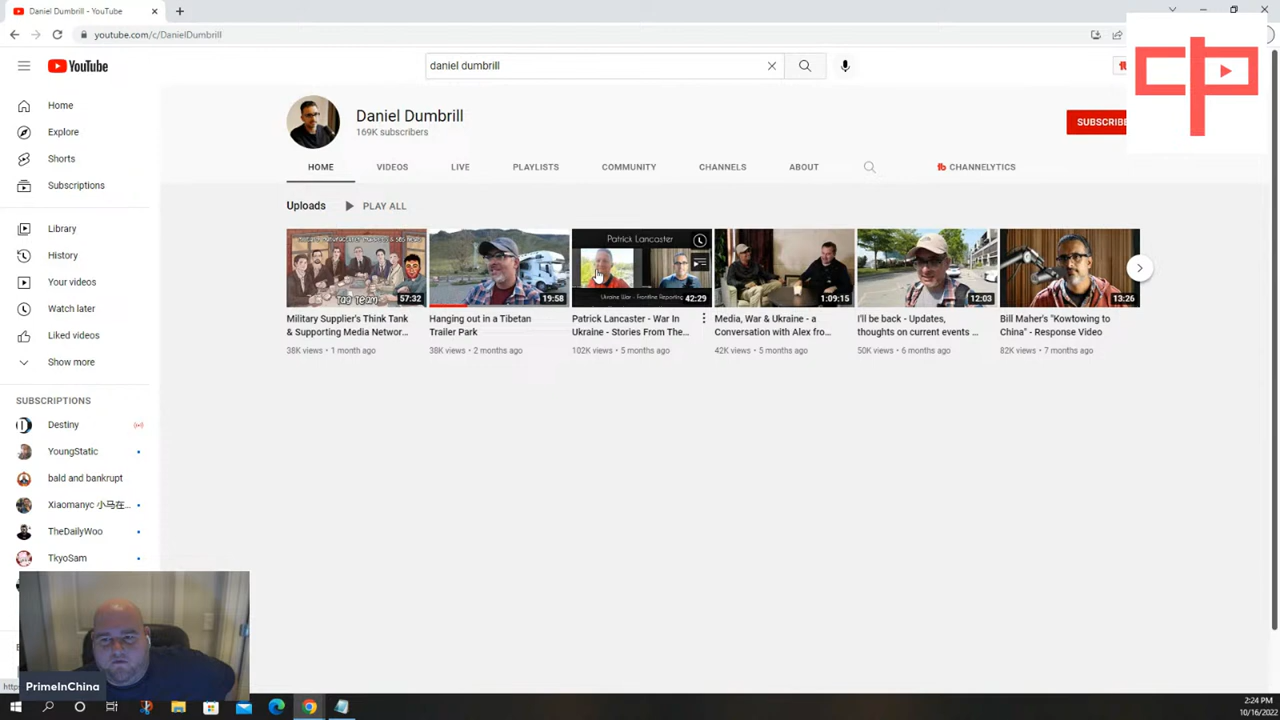 Daniel Dumbrill - YouTube
youtube.com/c/DanielDumbrill
YouTube
daniel dumbrill
Home
Explore
Shorts
Subscriptions
Library
History
Your videos
Watch later
Liked videos
Show more
SUBSCRIPTIONS
Destiny
YoungStatic
bald and bankrupt
Xiaomanyc 小马在...
TheDailyWoo
TkyoSam
Daniel Dumbrill
169K subscribers
SUBSCRIBE
HOME
VIDEOS
LIVE
PLAYLISTS
COMMUNITY
CHANNELS
ABOUT
CHANNELYTICS
Uploads
PLAY ALL
tag team
57:32
Military Supplier's Think Tank
& Supporting Media Networ...
38K views • 1 month ago
19:58
Hanging out in a Tibetan
Trailer Park
38K views • 2 months ago
Patrick Lancaster
Ukraine War - Frontline Reporting
42:29
Patrick Lancaster - War In
Ukraine - Stories From The...
102K views • 5 months ago
1:09:15
Media, War & Ukraine - a
Conversation with Alex fro...
42K views • 5 months ago
12:03
I'll be back - Updates,
thoughts on current events ...
50K views • 6 months ago
13:26
Bill Maher's "Kowtowing to
China" - Response Video
82K views • 7 months ago
PrimeInChina
2:24 PM
10/16/2022